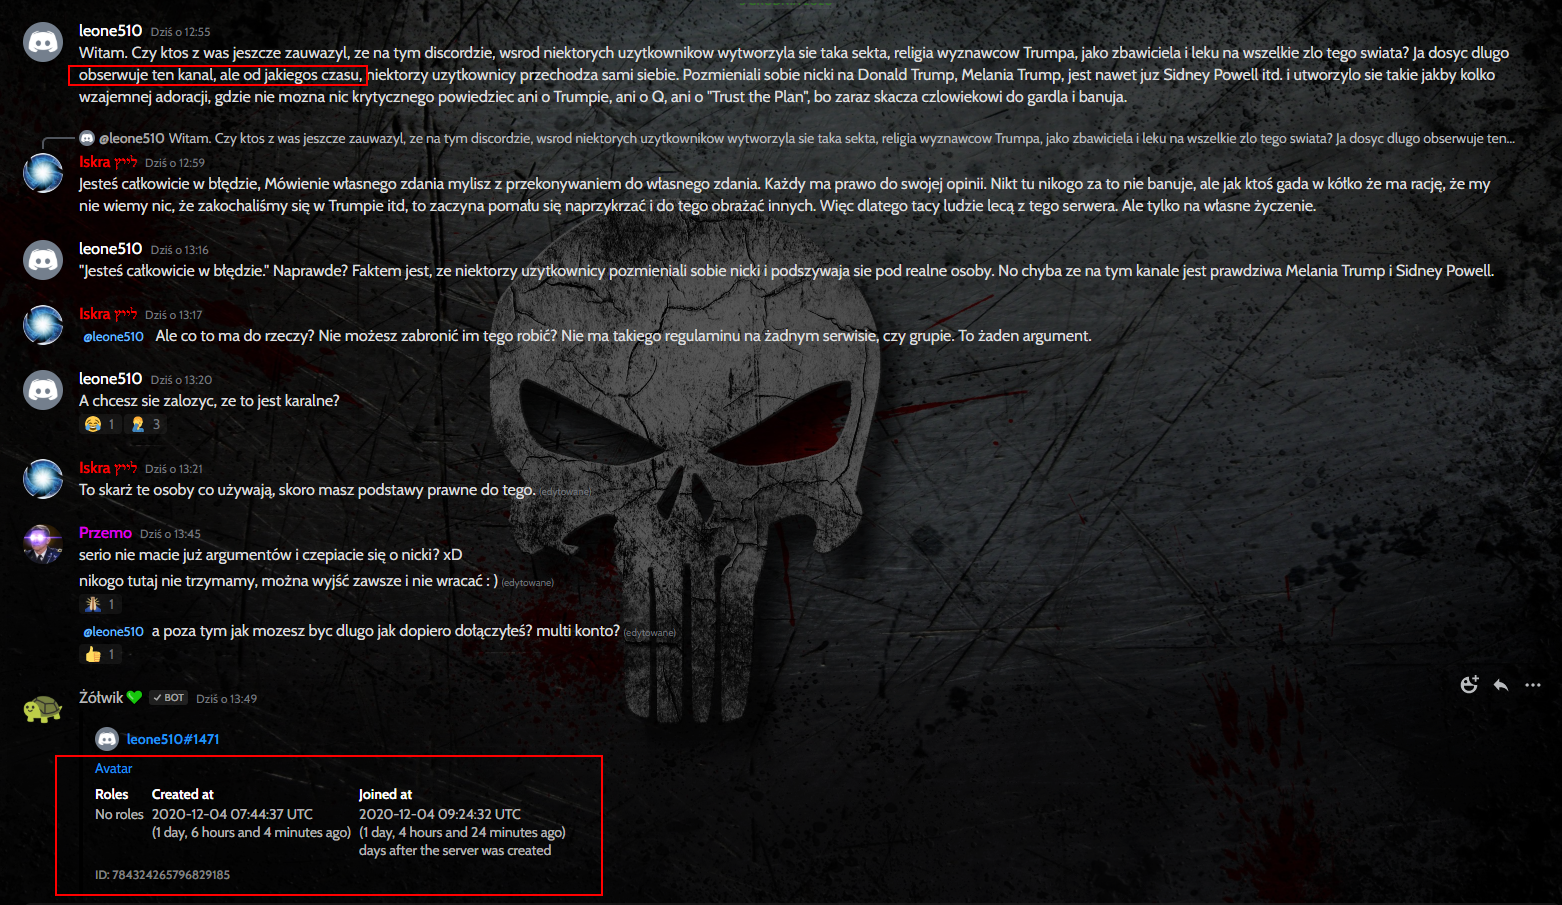 leone510 Dziś o 12:55
Witam. Czy ktos z was jeszcze zauwazyl, ze na tym discordzie, wsrod niektorych uzytkownikow wytworzyla sie taka sekta, religia wyznawcow Trumpa, jako zbawiciela i leku na wszelkie zlo tego swiata? Ja dosyc dlugo
obserwuje ten kanal, ale od jakiegos czasu, niektorzy uzytkownicy przechodza sami siebie. Pozmieniali sobie nicki na Donald Trump, Melania Trump, jest nawet juz Sidney Powell itd. i utworzylo sie takie jakby kolko
wzajemnej adoracji, gdzie nie mozna nic krytycznego powiedziec ani o Trumpie, ani o Q, ani o "Trust the Plan", bo zaraz skacza czlowiekowi do gardla i banuja.
@leone510 Witam. Czy ktos z was jeszcze zauwazyl, ze na tym discordzie, wsrod niektorych uzytkownikow wytworzyla sie taka sekta, religia wyznawcow Trumpa, jako zbawiciela i leku na wszelkie zlo tego swiata? Ja dosyc dlugo obserwuje ten...
Iskra לייץ Dziś o 12:59
Jesteś całkowicie w błędzie, Mówienie własnego zdania mylisz z przekonywaniem do własnego zdania. Każdy ma prawo do swojej opinii. Nikt tu nikogo za to nie banuje, ale jak ktoś gada w kółko że ma rację, że my
nie wiemy nic, że zakochaliśmy się w Trumpie itd, to zaczyna pomału się naprzykrzać i do tego obrażać innych. Więc dlatego tacy ludzie lecą z tego serwera. Ale tylko na własne życzenie.
leone510 Dziś o 13:16
"Jesteś całkowicie w błędzie." Naprawde? Faktem jest, ze niektorzy uzytkownicy pozmieniali sobie nicki i podszywaja sie pod realne osoby. No chyba ze na tym kanale jest prawdziwa Melania Trump i Sidney Powell.
Iskra לייץ Dziś o 13:17
@leone510 Ale co to ma do rzeczy? Nie możesz zabronić im tego robić? Nie ma takiego regulaminu na żadnym serwisie, czy grupie. To żaden argument.
leone510 Dziś o 13:20
A chcesz sie zalozyc, ze to jest karalne?
1 3
Iskra לייץ Dziś o 13:21
To skarż te osoby co używają, skoro masz podstawy prawne do tego. (edytowane)
Przemo Dziś o 13:45
serio nie macie już argumentów i czepiacie się o nicki? xD
nikogo tutaj nie trzymamy, można wyjść zawsze i nie wracać : ) (edytowane)
1
@leone510 a poza tym jak mozesz byc dlugo jak dopiero dołączyłeś? multi konto? (edytowane)
1
Żółwik BOT Dziś o 13:49
leone510#1471
Avatar
Roles Created at Joined at
No roles 2020-12-04 07:44:37 UTC 2020-12-04 09:24:32 UTC
(1 day, 6 hours and 4 minutes ago) (1 day, 4 hours and 24 minutes ago)
days after the server was created
ID: 784324265796829185